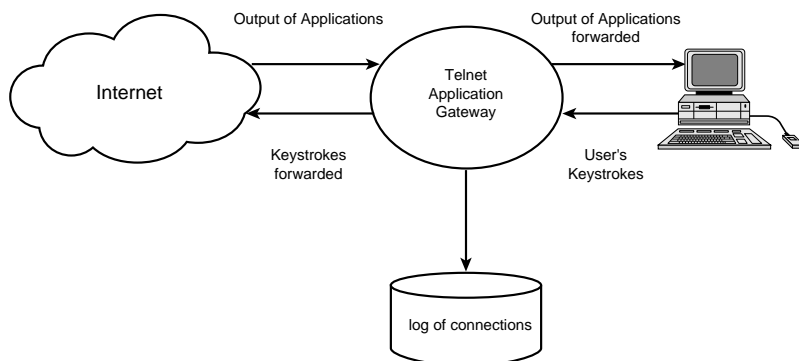 Output of Applications
Output of Applications
forwarded
Internet
Telnet
Application
Gateway
Keystrokes
forwarded
User's
Keystrokes
log of connections